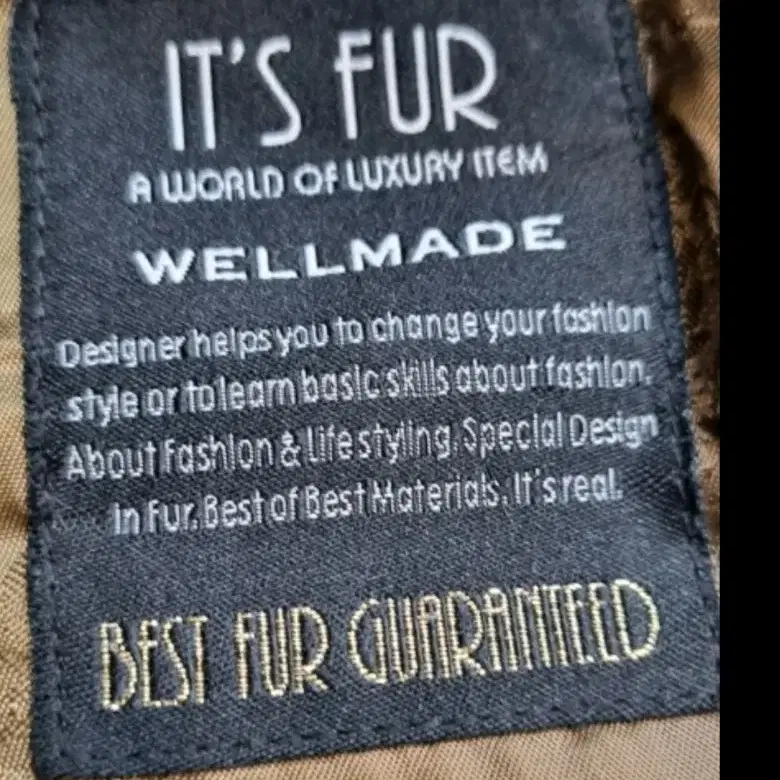 IT'S FUR
A WORLD OF LUXURY ITEM
WELLMADE
Designer helps you to change your fashion
style or to learn basic skills about fashion.
About Fashion & Life styling. Special Design
in Fur. Best of Best Materials. It's real.
BEST FUR GUARANTEED